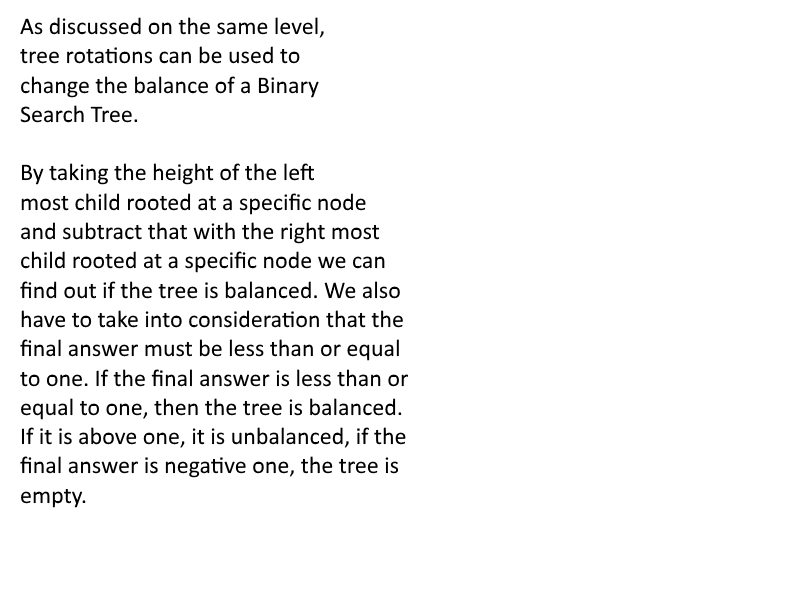 As discussed on the same level,
tree rotations can be used to
change the balance of a Binary
Search Tree.

By taking the height of the left
most child rooted at a specific node
and subtract that with the right most
child rooted at a specific node we can
find out if the tree is balanced. We also
have to take into consideration that the
final answer must be less than or equal
to one. If the final answer is less than or
equal to one, then the tree is balanced.
If it is above one, it is unbalanced, if the
final answer is negative one, the tree is
empty.